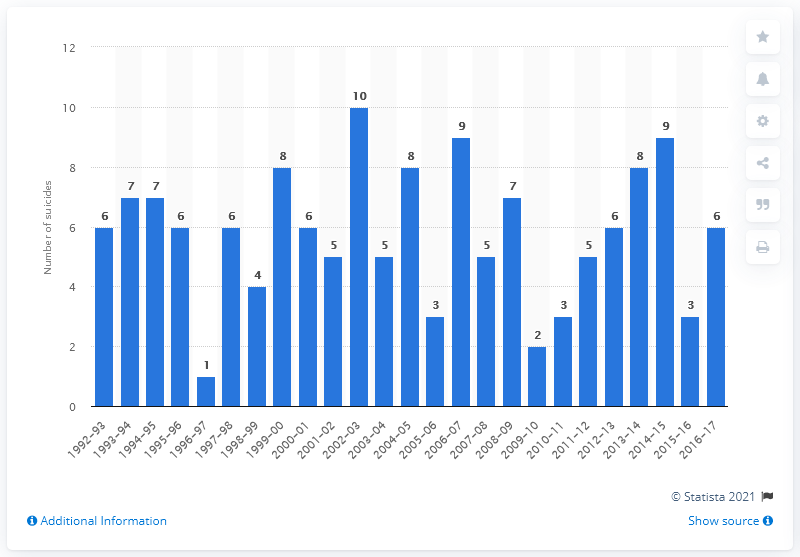 12
10
8
6
4
2
0
Number of suicides
6 7 7 6 1 6 4 8 6 5 10 5 8 3 9 5 7 2 3 5 6 8 9 3 6
1992–93 1993–94 1994–95 1995–96 1996–97 1997–98 1998–99 1999–00 2000–01 2001–02 2002–03 2003–04 2004–05 2005–06 2006–07 2007–08 2008–09 2009–10 2010–11 2011–12 2012–13 2013–14 2014–15 2015–16 2016–17
© Statista 2021
Additional Information
Show source